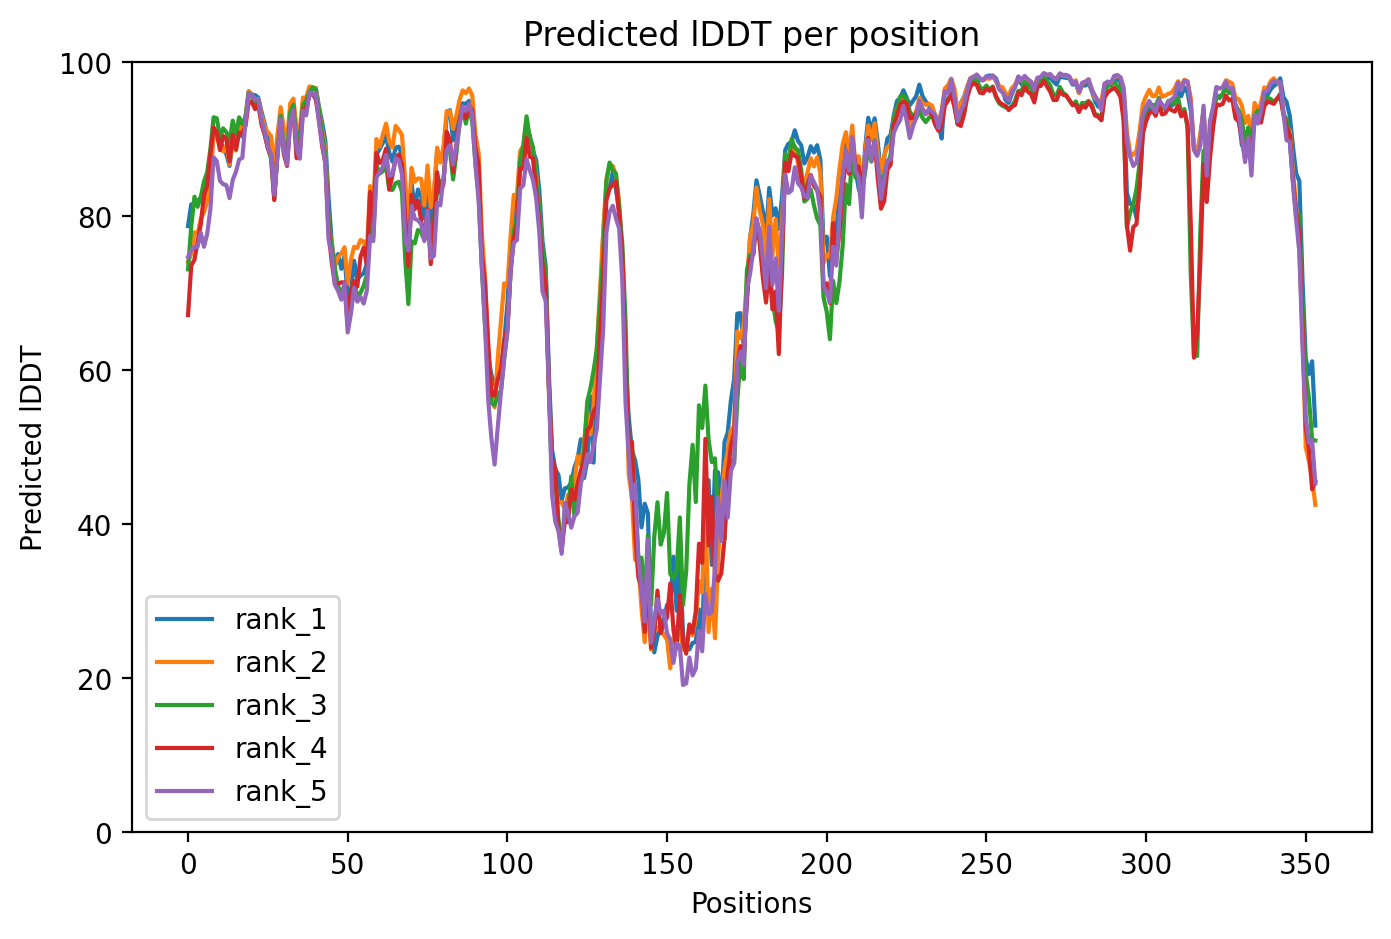 Predicted lDDT per position
100
80
60
40
20
0
Predicted lDDT
rank_1
rank_2
rank_3
rank_4
rank_5
0 50 100 150 200 250 300 350
Positions